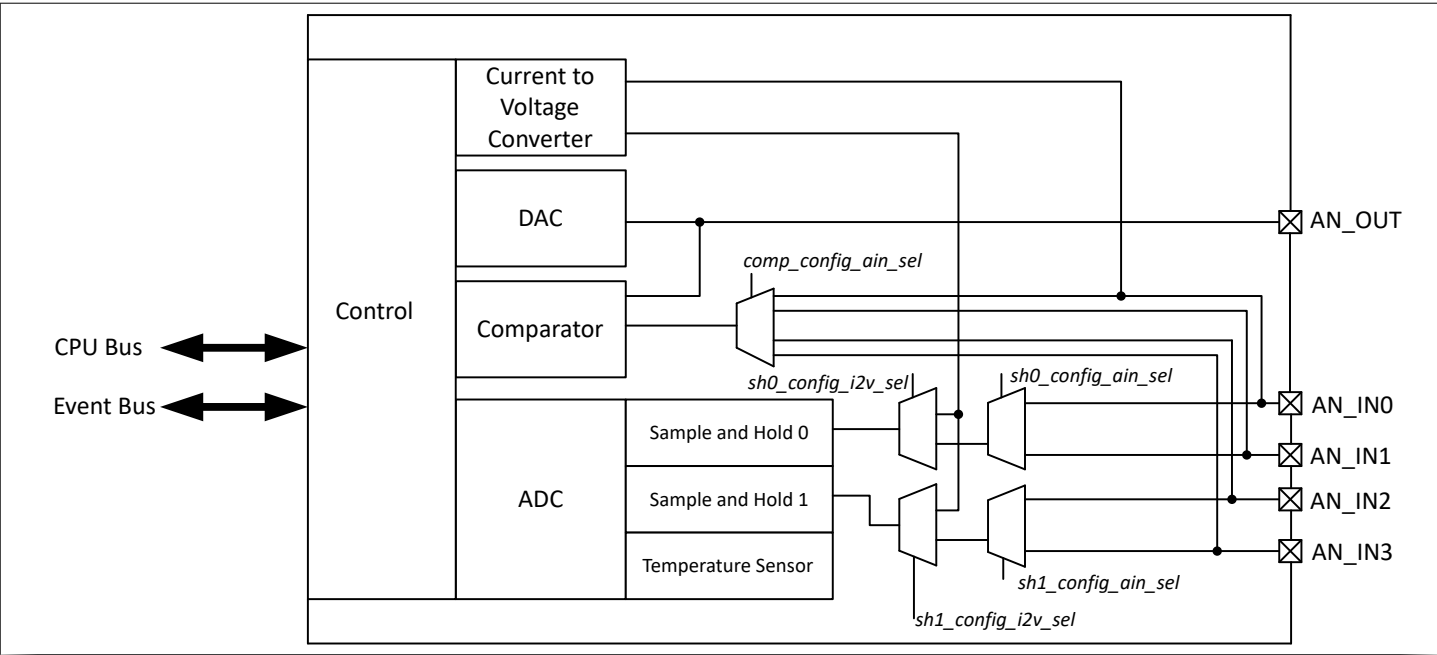 Current to
Voltage
Converter
DAC
AN_OUT
comp_config_ain_sel
Control
Comparator
CPU Bus
sh0_config_i2v_sel
sh0_config_ain_sel
Event Bus
AN_IN0
Sample and Hold 0
AN_IN1
ADC
Sample and Hold 1
AN_IN2
AN_IN3
Temperature Sensor
sh1_config_ain_sel
sh1_config_i2v_sel